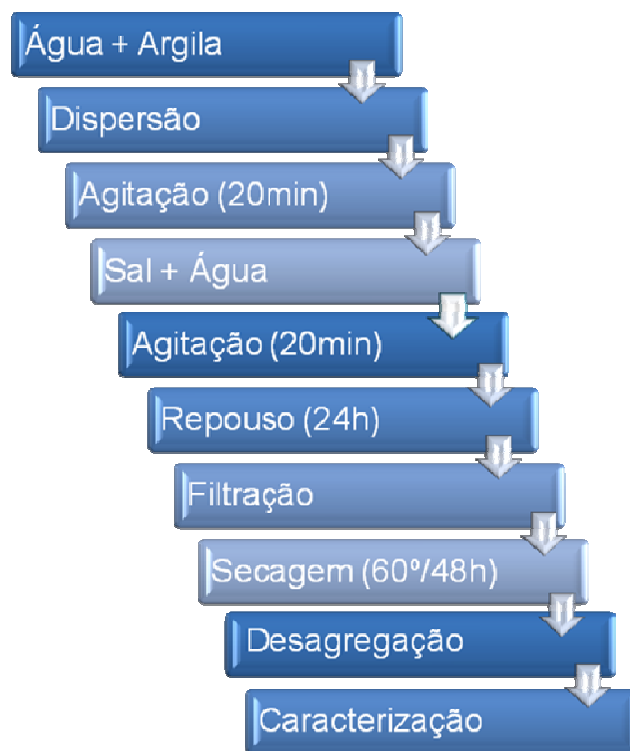 Água + Argila
Dispersão
Agitação (20min)
Sal + Água
Agitação (20min)
Repouso (24h)
Filtração
Secagem (60º/48h)
Desagregação
Caracterização